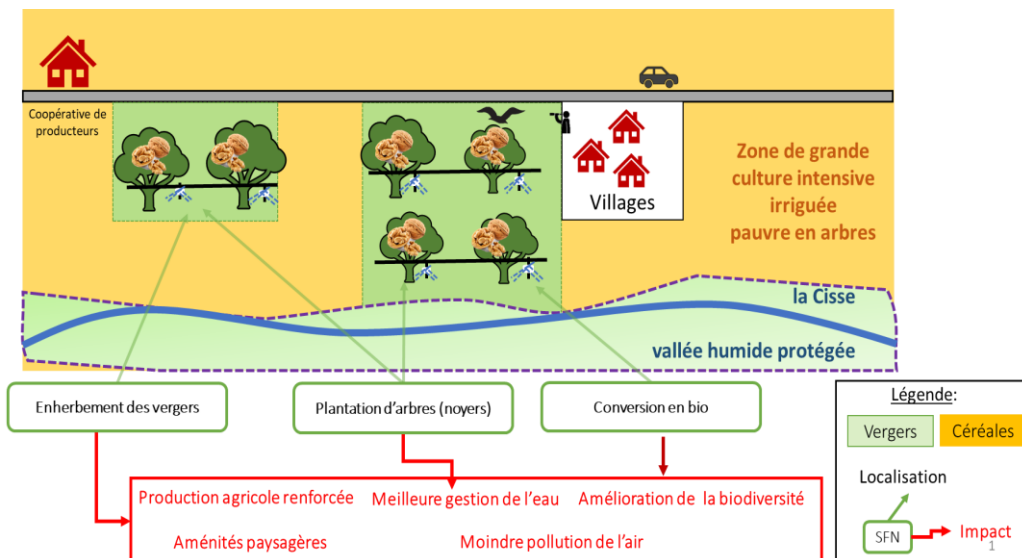 Coopérative de
producteurs
Villages
Zone de grande
culture intensive
irriguée
pauvre en arbres
la Cisse
vallée humide protégée
Enherbement des vergers
Plantation d'arbres (noyers)
Conversion en bio
Production agricole renforcée
Meilleure gestion de l'eau
Amélioration de la biodiversité
Aménités paysagères
Moindre pollution de l'air
Légende:
Vergers
Céréales
Localisation
SFN
Impact
1